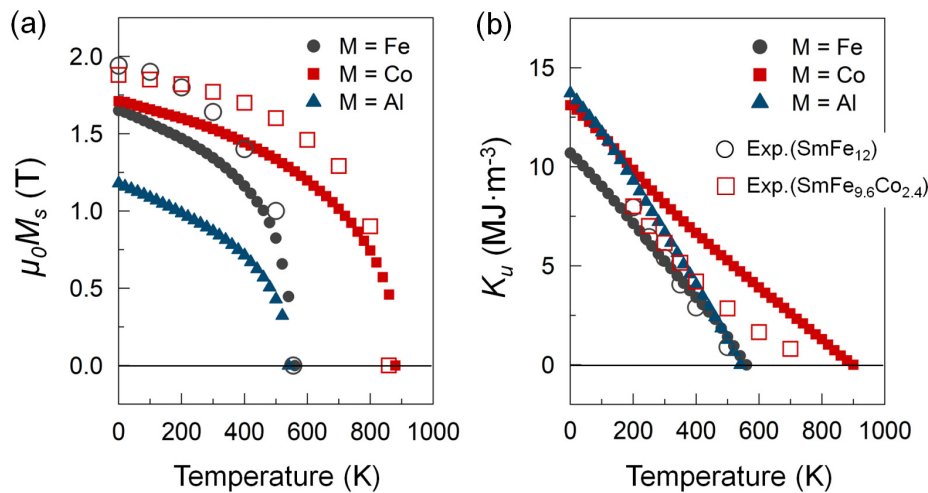 (a)
M = Fe
M = Co
M = Al
2.0
1.5
1.0
0.5
0.0
μ0Ms (T)
0 200 400 600 800 1000
Temperature (K)
(b)
M = Fe
M = Co
M = Al
Exp.(SmFe12)
Exp.(SmFe9.6Co2.4)
15
10
5
0
Ku (MJ·m-3)
0 200 400 600 800 1000
Temperature (K)